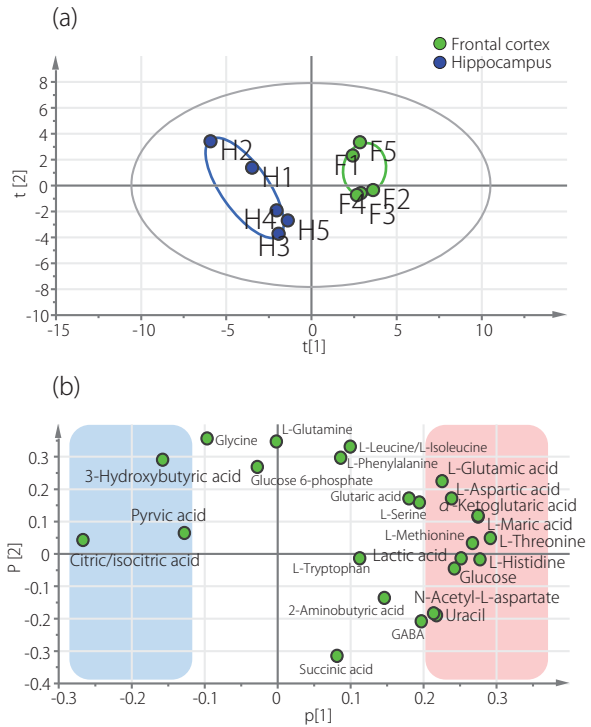 (a)
Frontal cortex
Hippocampus
8
6
4
2
0
-2
-4
-6
-8
-10
t [2]
H2
H1
H4
H5
H3
F5
F1
F2
F4
F3
-15
-10
-5
0
5
10
t[1]
(b)
L-Glutamine
Glycine
L-Leucine/L-Isoleucine
L-Phenylalanine
3-Hydroxybutyric acid
Glucose 6-phosphate
L-Glutamic acid
Glutaric acid
L-Aspartic acid
α-Ketoglutaric acid
L-Serine
Pyrvic acid
L-Maric acid
L-Methionine
L-Threonine
Citric/isocitric acid
Lactic acid
L-Histidine
L-Tryptophan
Glucose
N-Acetyl-L-aspartate
2-Aminobutyric acid
Uracil
GABA
Succinic acid
0.3
0.2
0.1
0
-0.1
-0.2
-0.3
-0.4
P [2]
-0.3
-0.2
-0.1
0
0.1
0.2
0.3
p[1]